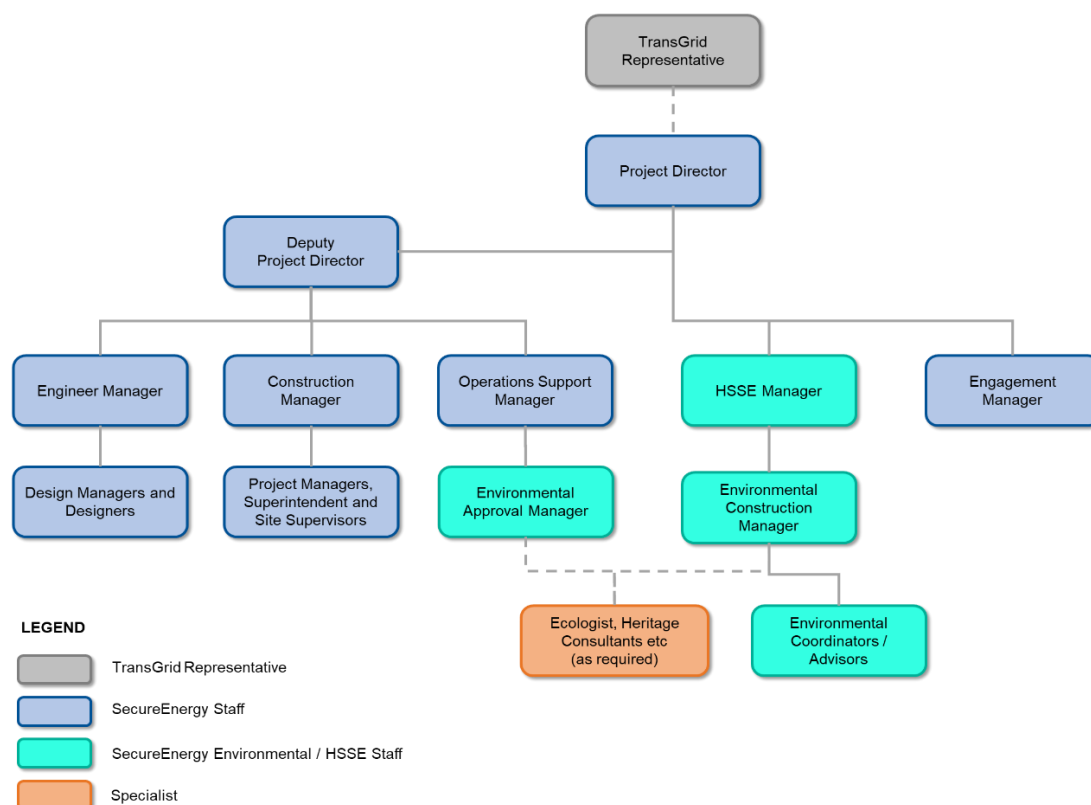 TransGrid
Representative
Project Director
Deputy
Project Director
Engineer Manager
Construction
Manager
Operations Support
Manager
HSSE Manager
Engagement
Manager
Design Managers and
Designers
Project Managers,
Superintendent and
Site Supervisors
Environmental
Approval Manager
Environmental
Construction
Manager
Ecologist, Heritage
Consultants etc
(as required)
Environmental
Coordinators /
Advisors
LEGEND
TransGrid Representative
SecureEnergy Staff
SecureEnergy Environmental / HSSE Staff
Specialist